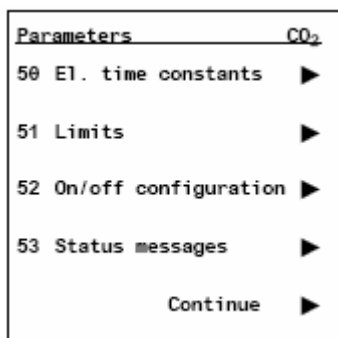 Parameters CO₂
50 El. time constants ▶
51 Limits ▶
52 On/off configuration ▶
53 Status messages ▶
Continue ▶